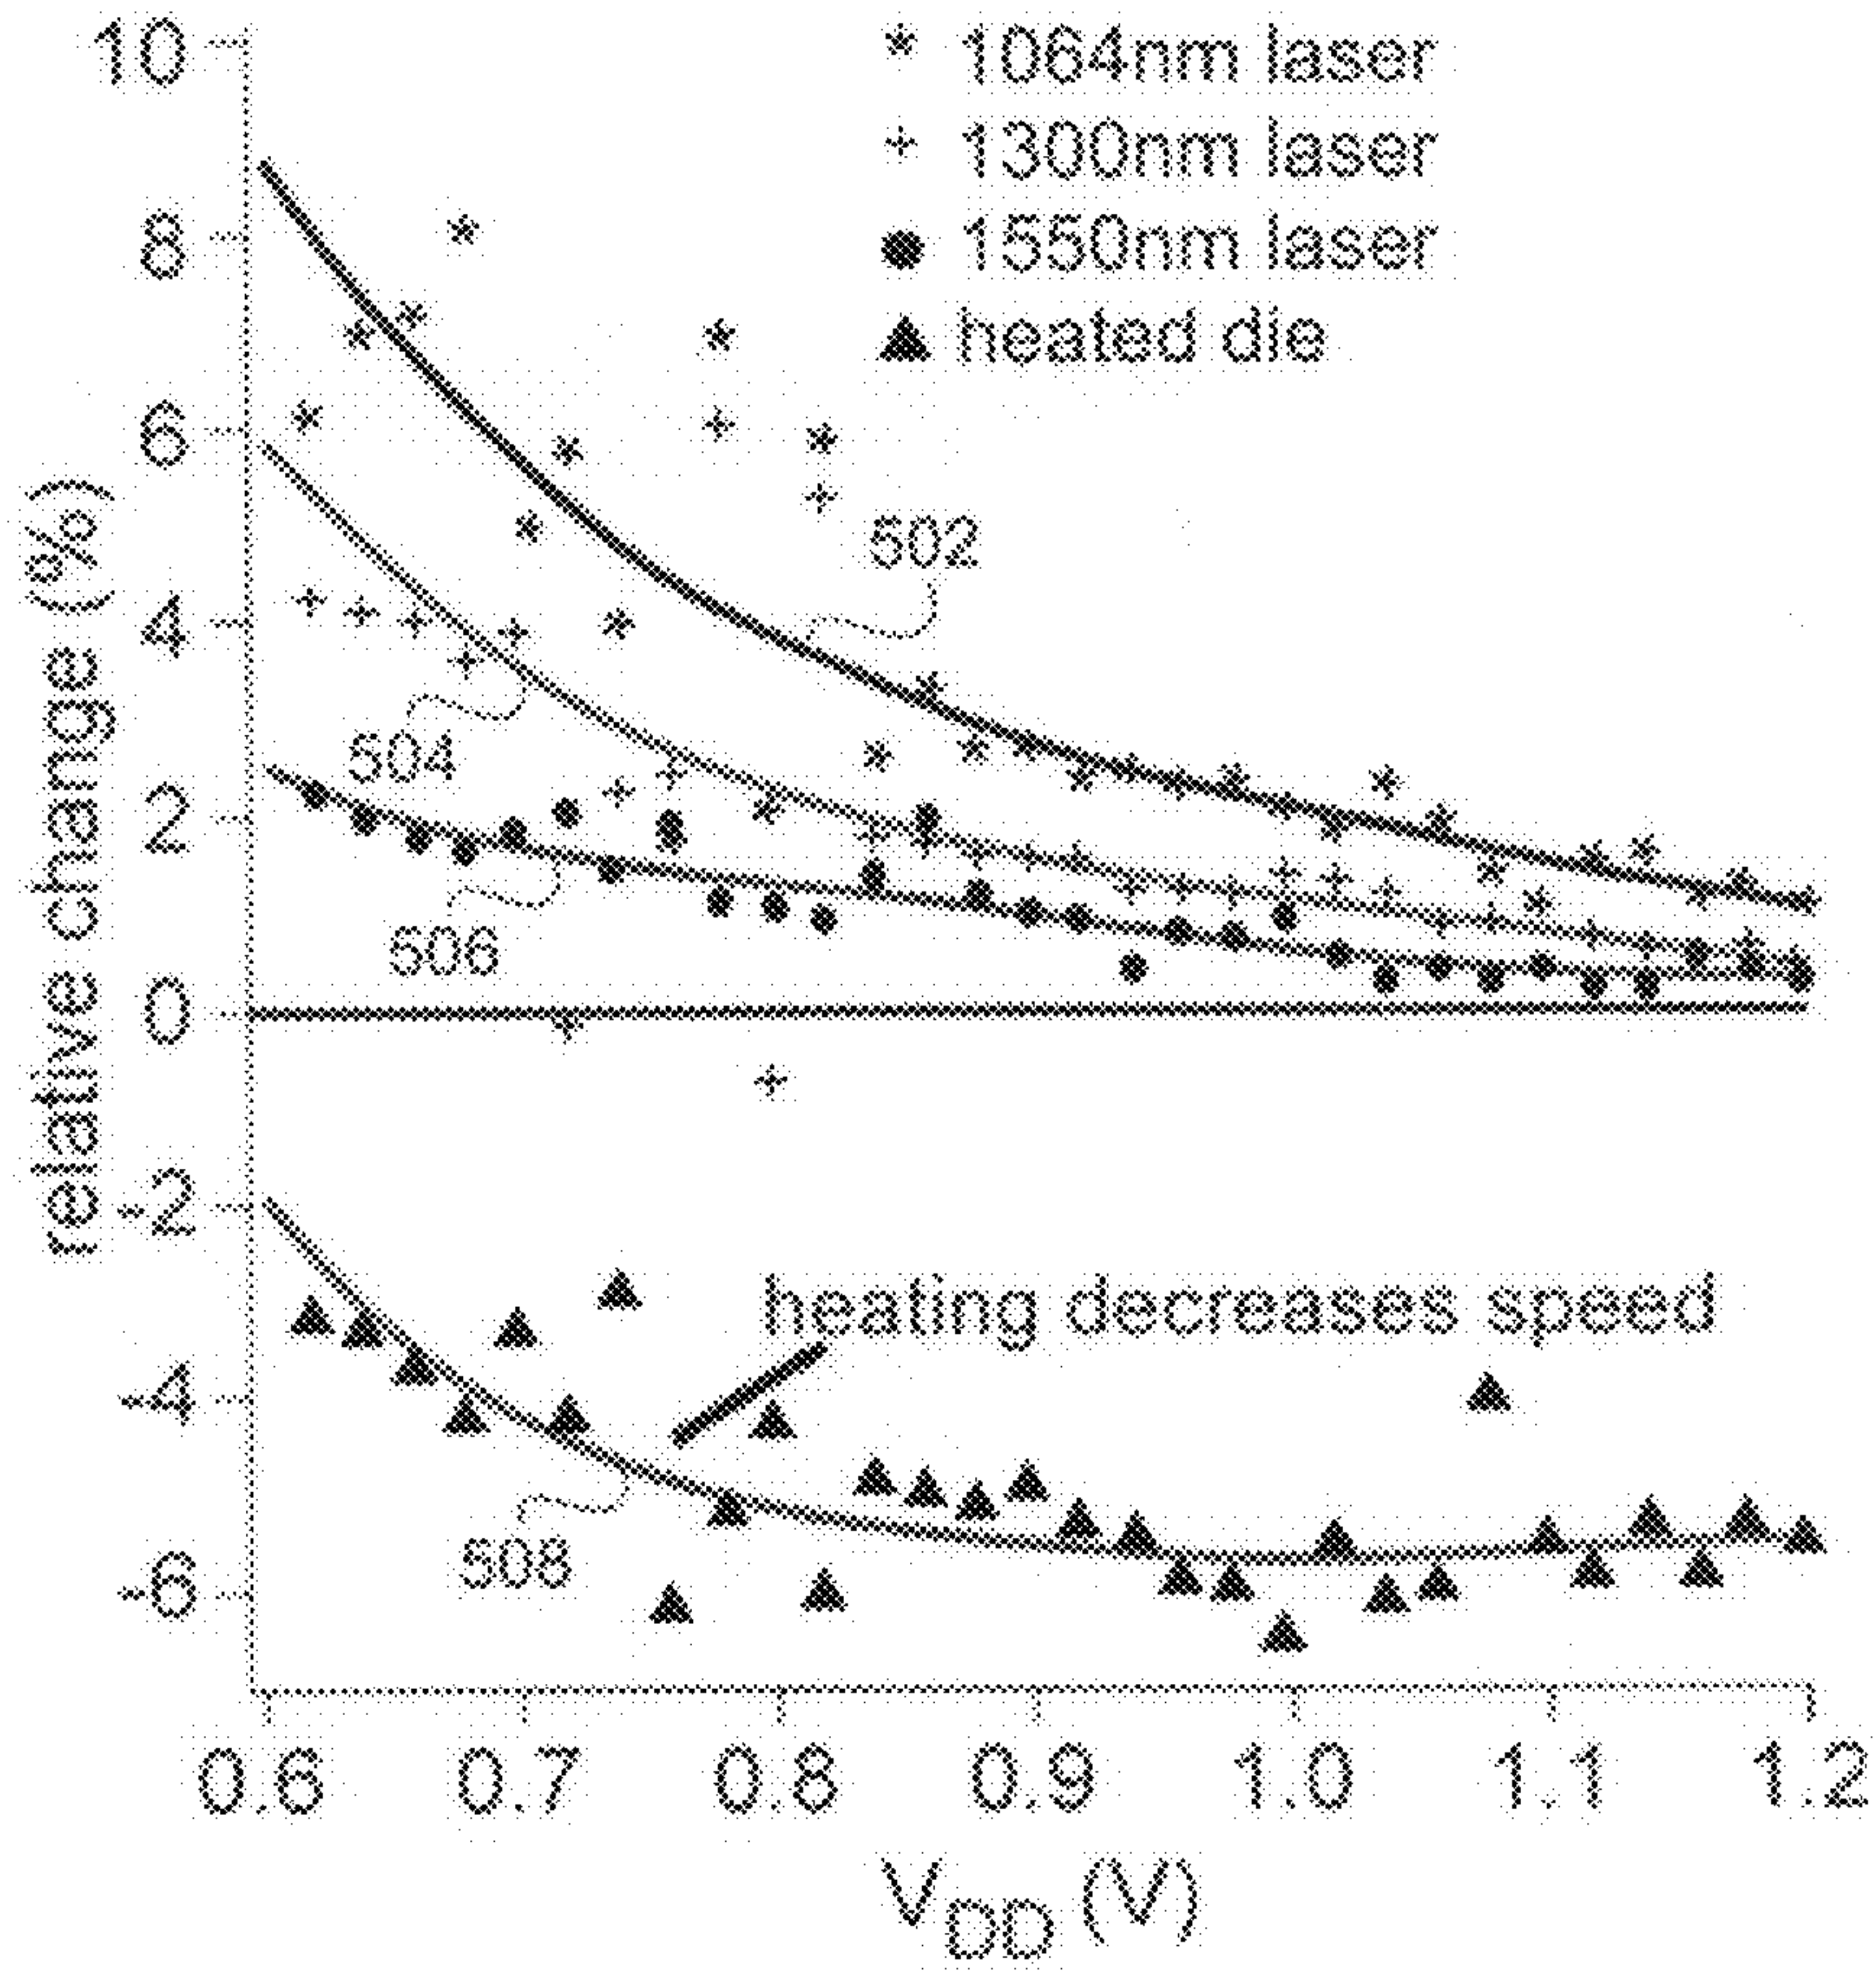 10
8
6
4
2
0
-2
-4
-6
relative change (%)
* 1064nm laser
+ 1300nm laser
● 1550nm laser
▲ heated die
502
504
506
heating decreases speed
508
0.6 0.7 0.8 0.9 1.0 1.1 1.2
VDD (V)